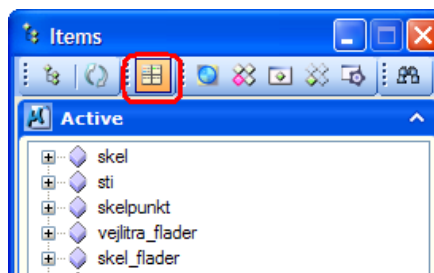 Items
Active
skel
sti
skelpunkt
vejlitra_flader
skel_flader